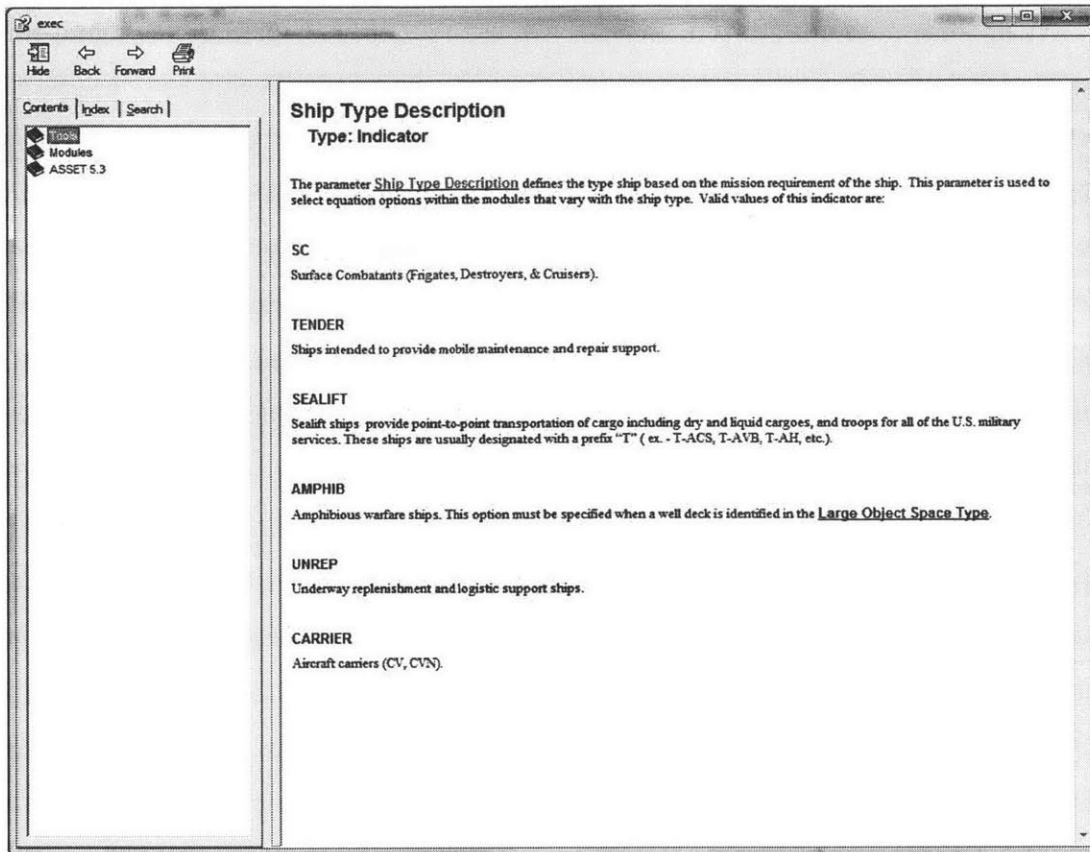 exec
Hide Back Forward Print
Contents Index Search
Tools
Modules
ASSET 5.3
Ship Type Description
Type: Indicator
The parameter Ship Type Description defines the type ship based on the mission requirement of the ship. This parameter is used to
select equation options within the modules that vary with the ship type. Valid values of this indicator are:
SC
Surface Combatants (Frigates, Destroyers, & Cruisers).
TENDER
Ships intended to provide mobile maintenance and repair support.
SEALIFT
Sealift ships provide point-to-point transportation of cargo including dry and liquid cargoes, and troops for all of the U.S. military
services. These ships are usually designated with a prefix “T” ( ex. - T-ACS, T-AVB, T-AH, etc.).
AMPHIB
Amphibious warfare ships. This option must be specified when a well deck is identified in the Large Object Space Type.
UNREP
Underway replenishment and logistic support ships.
CARRIER
Aircraft carriers (CV, CVN).